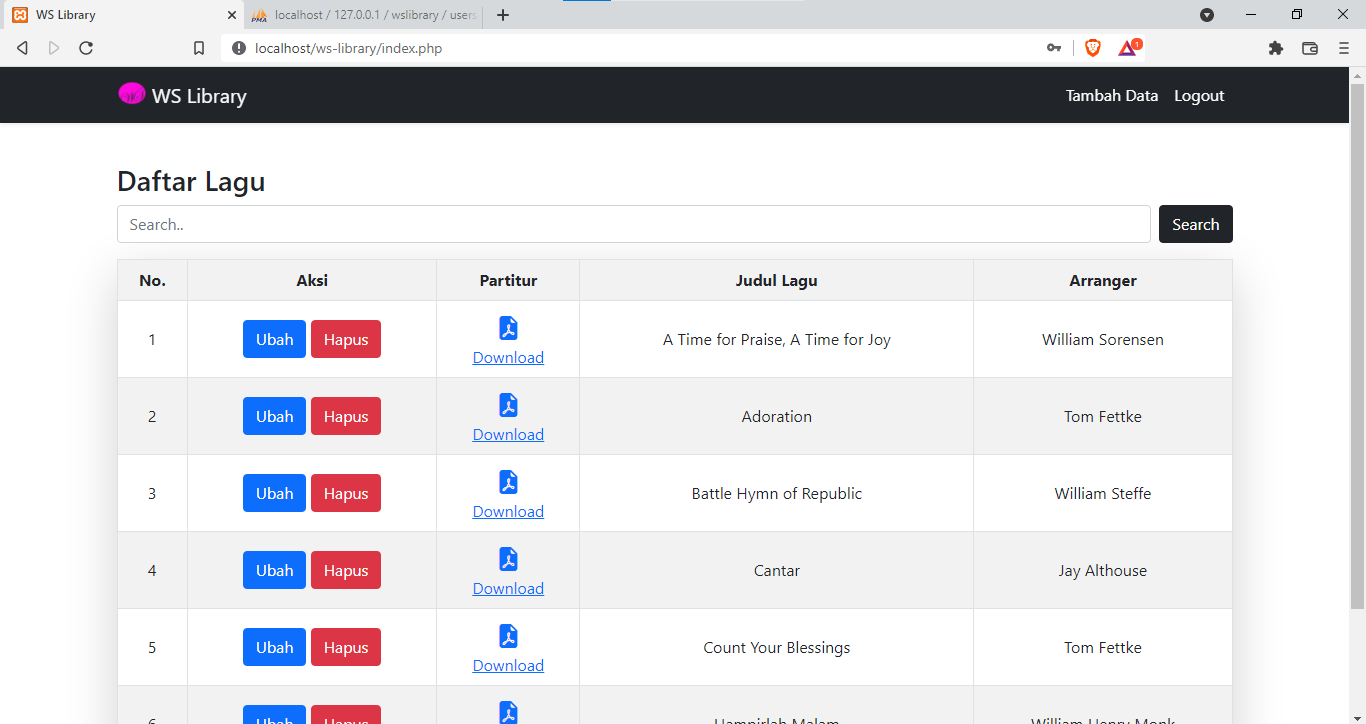 WS Library
PMA localhost / 127.0.0.1 / wslibrary / users
localhost/ws-library/index.php
1
WS Library
Tambah Data Logout
Daftar Lagu
Search..
Search
No. Aksi Partitur Judul Lagu Arranger
1 Ubah Hapus Download A Time for Praise, A Time for Joy William Sorensen
2 Ubah Hapus Download Adoration Tom Fettke
3 Ubah Hapus Download Battle Hymn of Republic William Steffe
4 Ubah Hapus Download Cantar Jay Althouse
5 Ubah Hapus Download Count Your Blessings Tom Fettke
6 Ubah Hapus Hampirlah Malam William Henry Monk